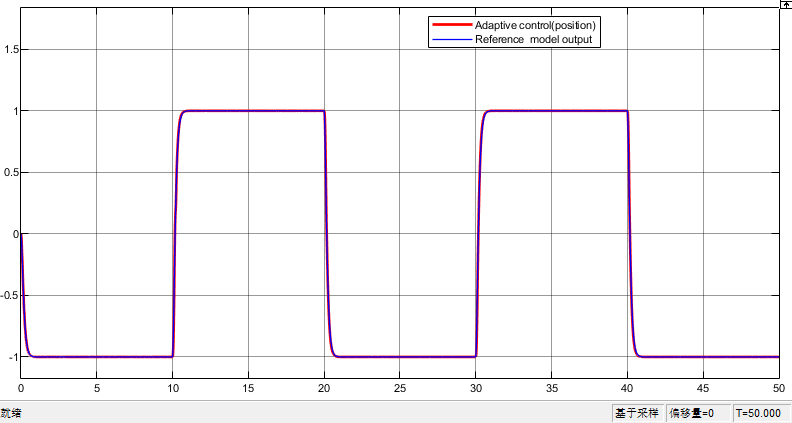 Adaptive control(position)
Reference model output
1.5
1
0.5
0
-0.5
-1
0 5 10 15 20 25 30 35 40 45 50
就绪 基于采样 偏移量=0 T=50.000